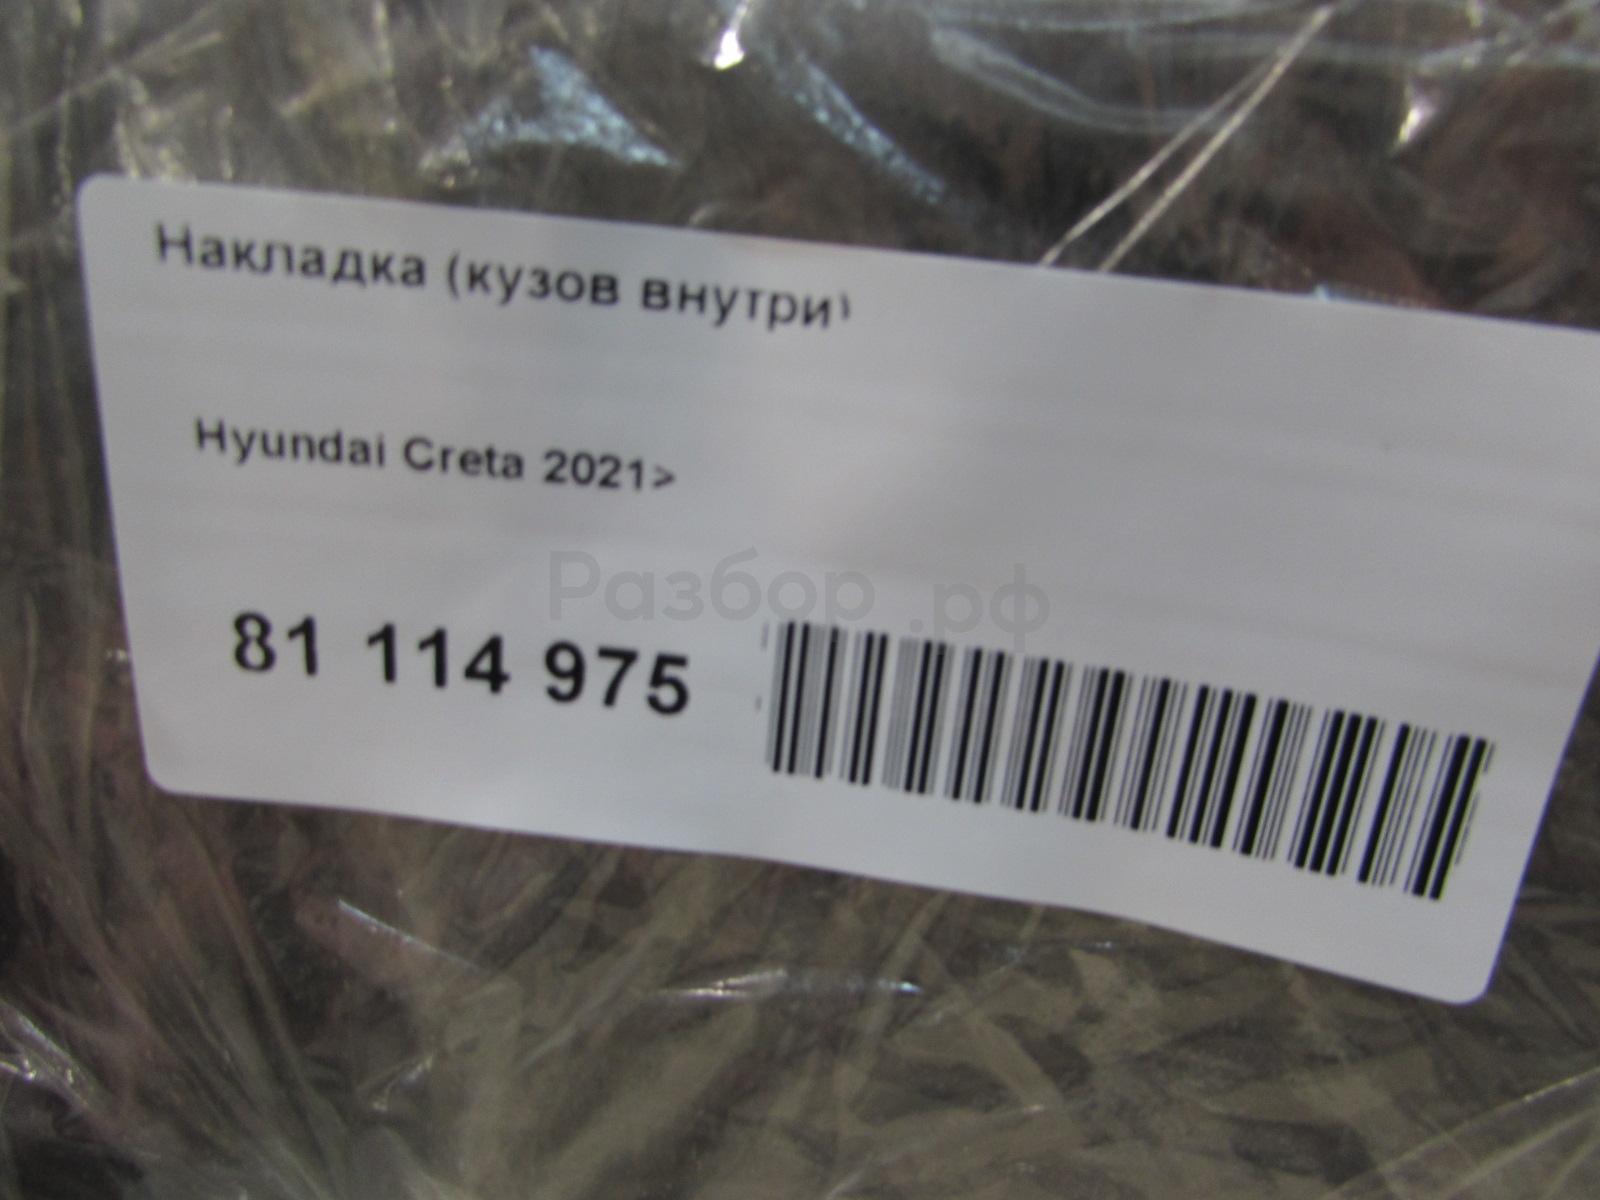 Накладка (кузов внутри)
Hyundai Creta 2021>
Разбор.рф
81 114 975